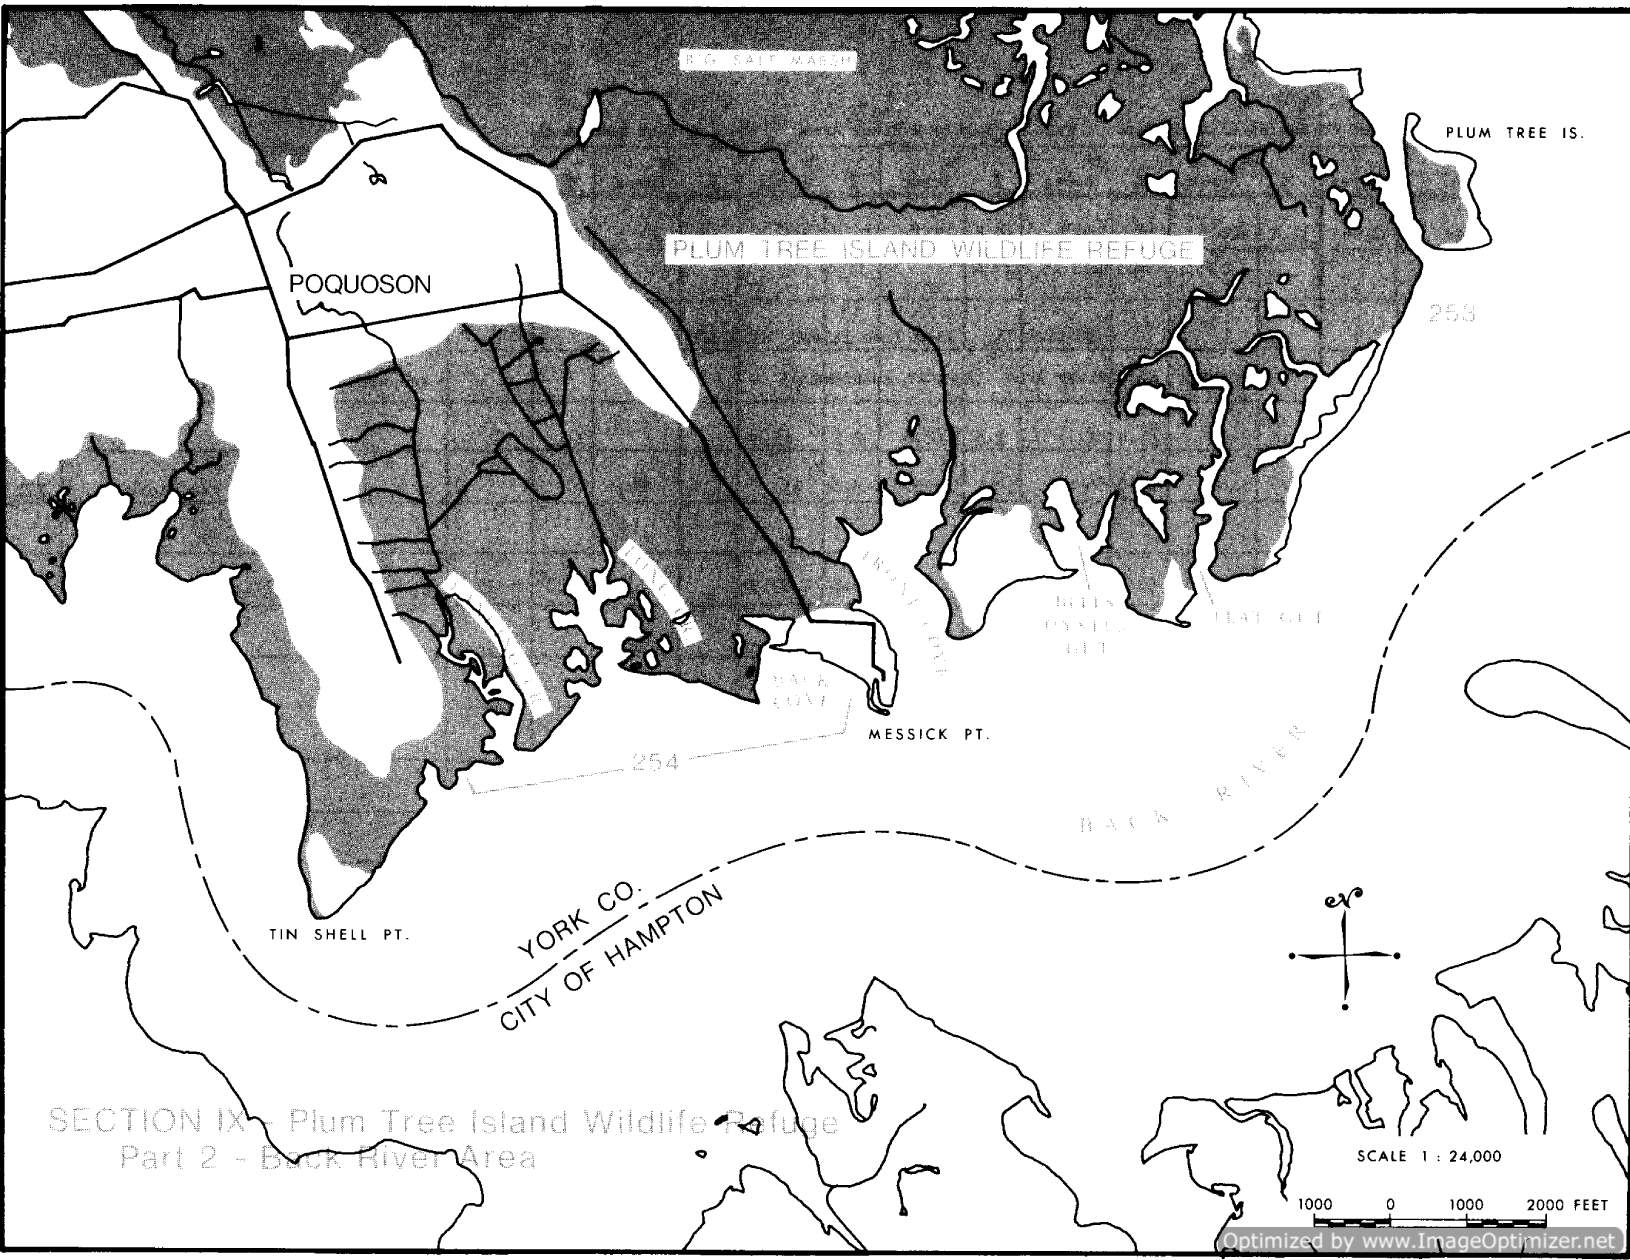 BIG SALT MARSH
PLUM TREE IS.
PLUM TREE ISLAND WILDLIFE REFUGE
POQUOSON
253
FRONT COVE
LONG CR.
FLAT GUT
BACK
COVE
MESSICK PT.
254
BACK RIVER
YORK CO.
CITY OF HAMPTON
TIN SHELL PT.
N
SECTION IX - Plum Tree Island Wildlife Refuge
Part 2 - Back River Area
SCALE 1 : 24,000
1000 0 1000 2000 FEET
Optimized by www.ImageOptimizer.net